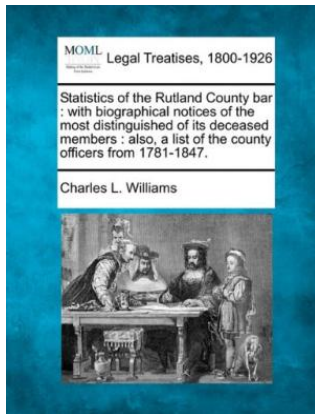 MOML
Legal Treatises, 1800-1926
Statistics of the Rutland County bar
: with biographical notices of the
most distinguished of its deceased
members : also, a list of the county
officers from 1781-1847.
Charles L. Williams